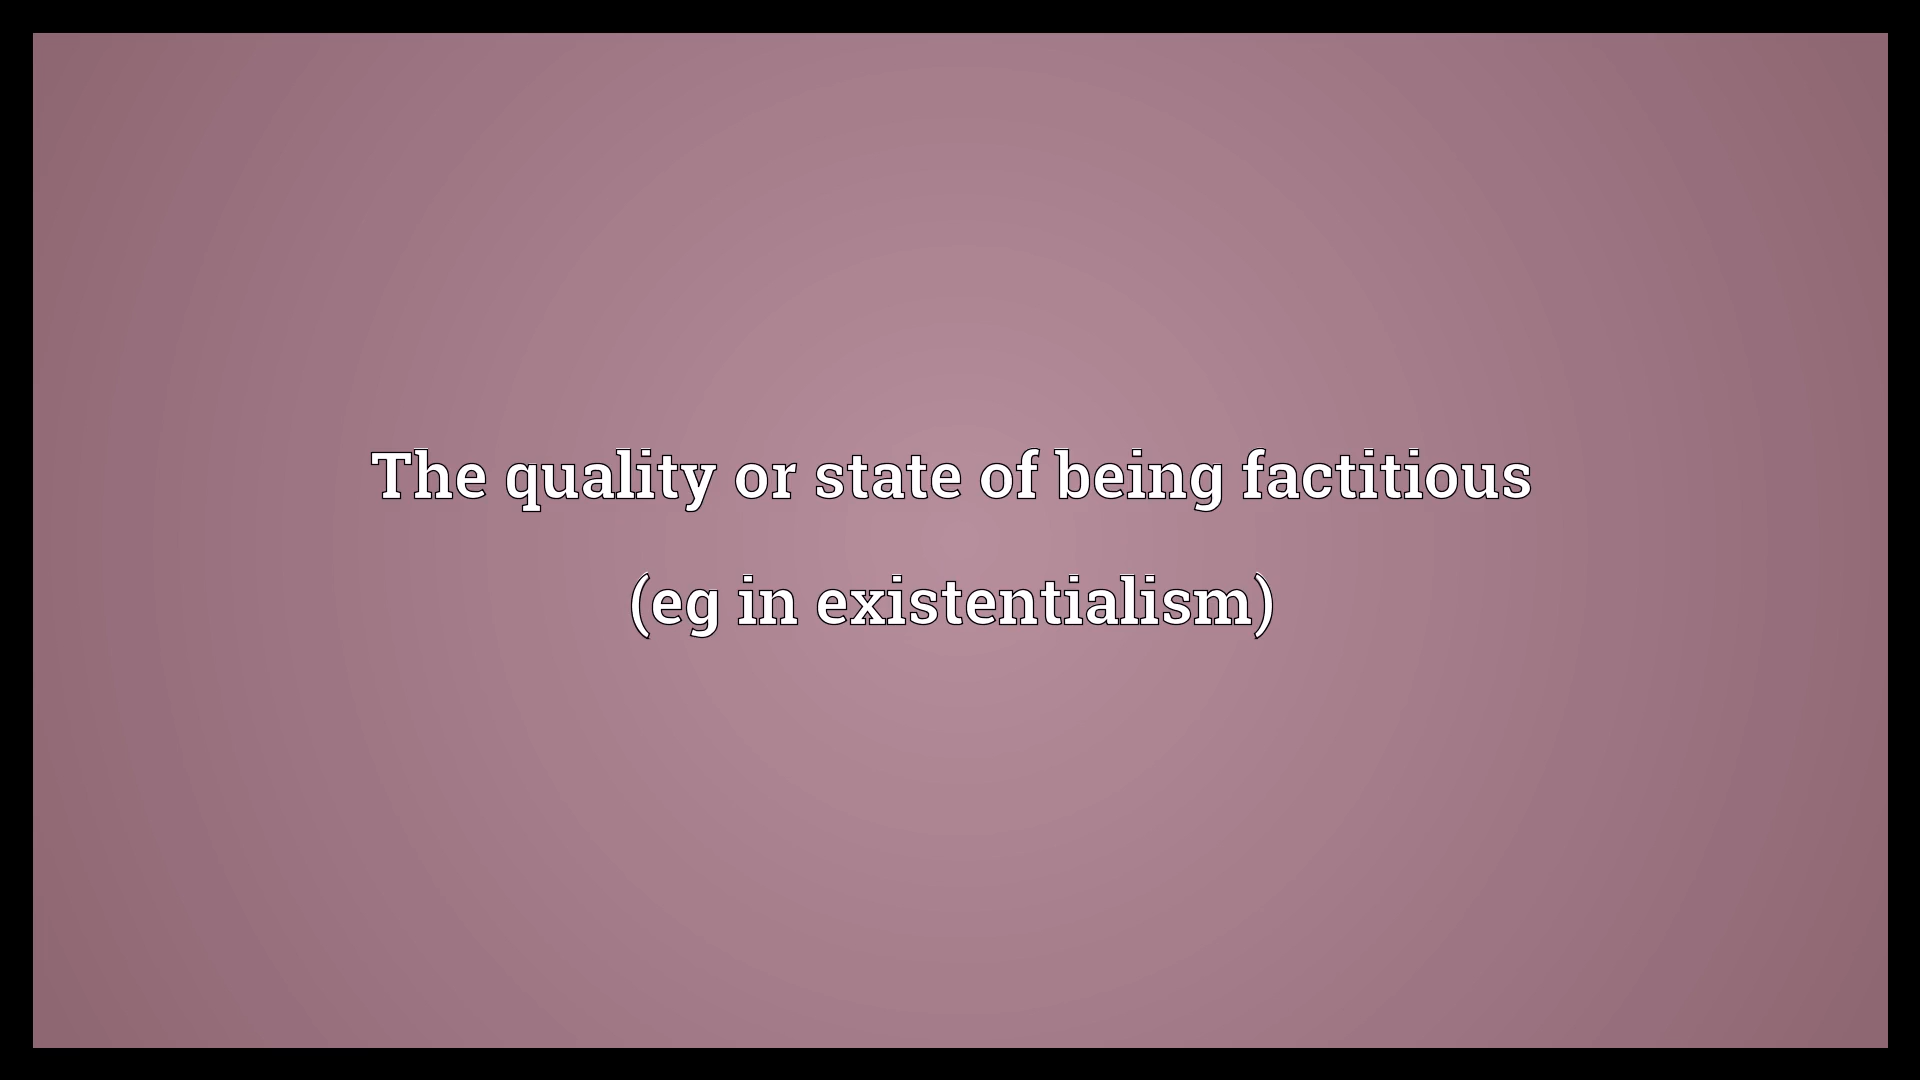 The quality or state of being factitious
(eg in existentialism)